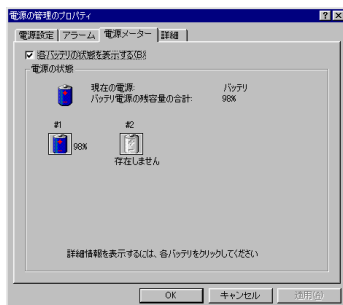 電源の管理のプロパティ
電源設定 アラーム 電源メーター 詳細
各バッテリの状態を表示する(B)
電源の状態
現在の電源: バッテリ
バッテリ電源の残容量の合計: 98%
#1 #2
98%
存在しません
詳細情報を表示するには、各バッテリをクリックしてください
OK キャンセル 適用(A)